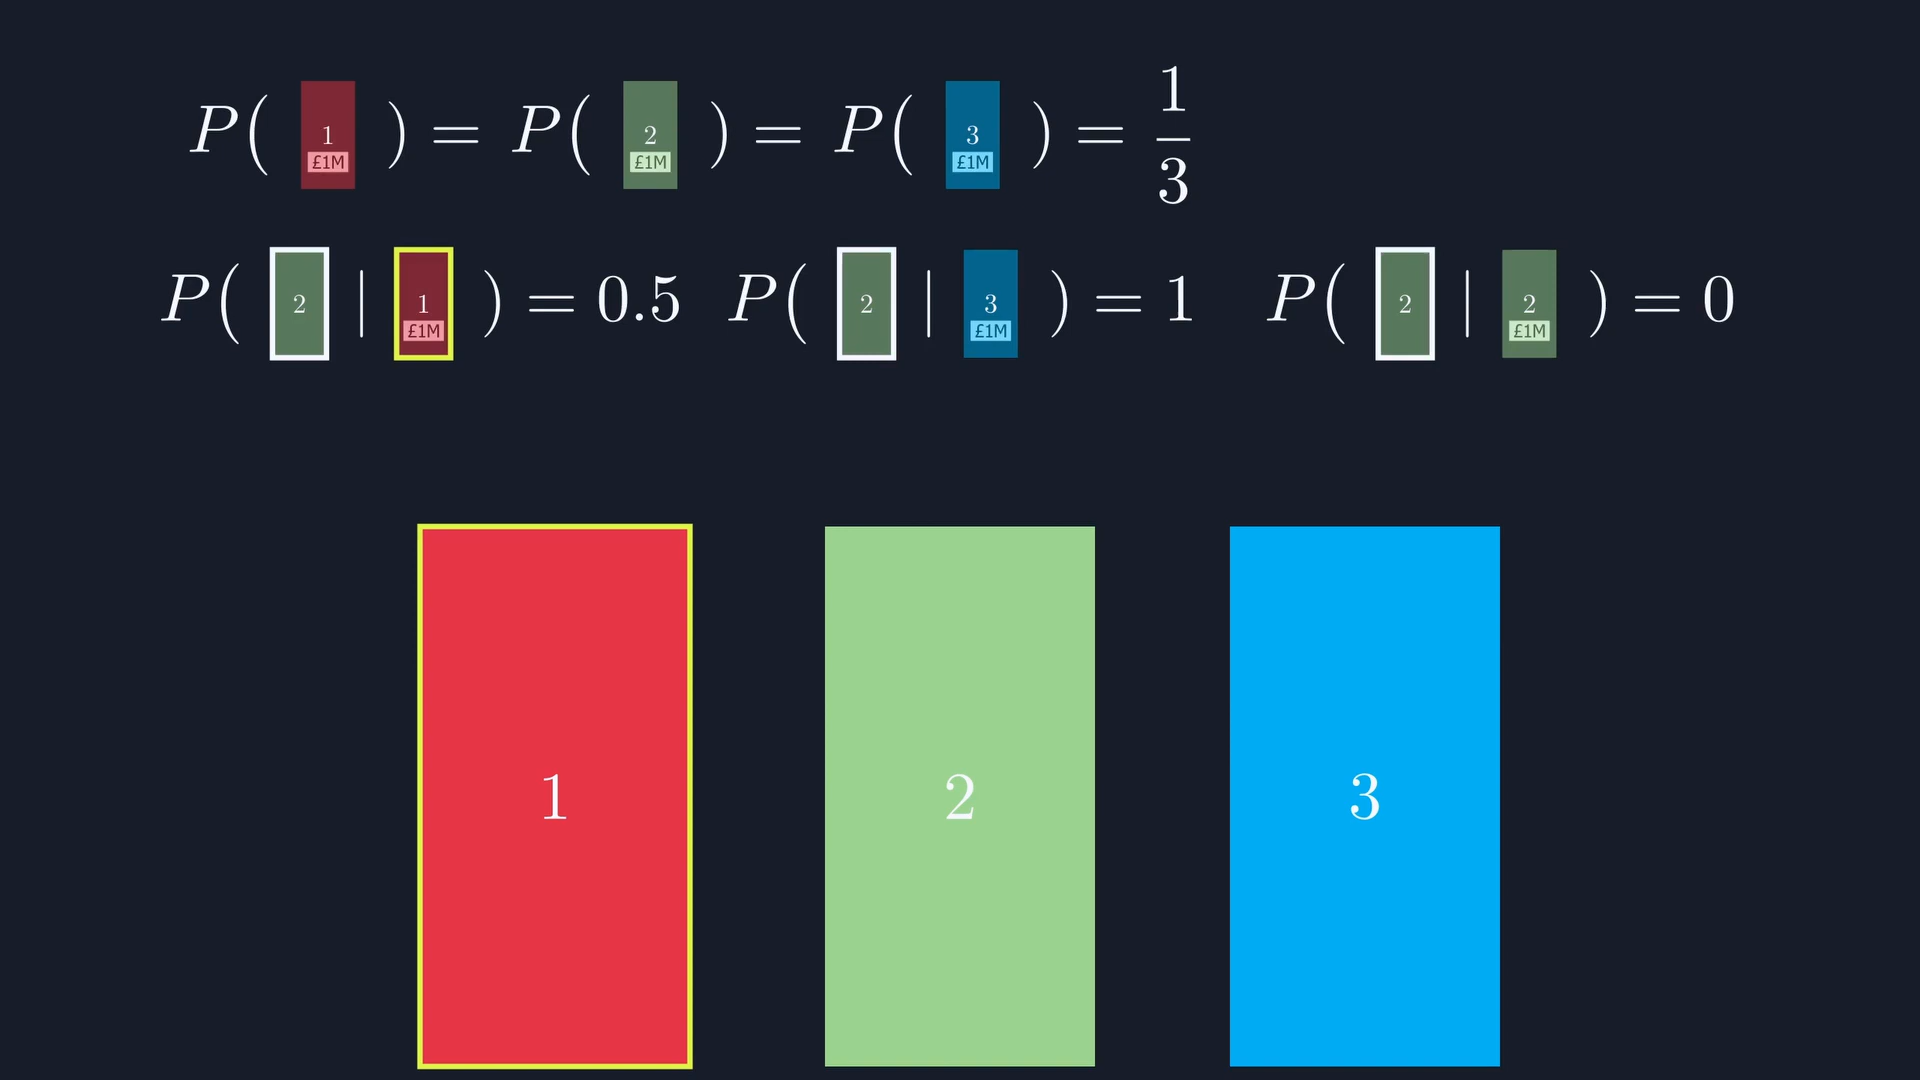 P( 1 £1M ) = P( 2 £1M ) = P( 3 £1M ) = 1/3
P( 2 | 1 £1M ) = 0.5 P( 2 | 3 £1M ) = 1 P( 2 | 2 £1M ) = 0
1 2 3